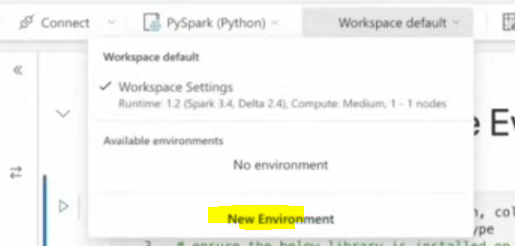 Connect
PySpark (Python)
Workspace default
Workspace default
Workspace Settings
Runtime: 1.2 (Spark 3.4, Delta 2.4), Compute: Medium, 1 - 1 nodes
Available environments
No environment
New Environment
, col
ype
3 # ensure the below library is installed on